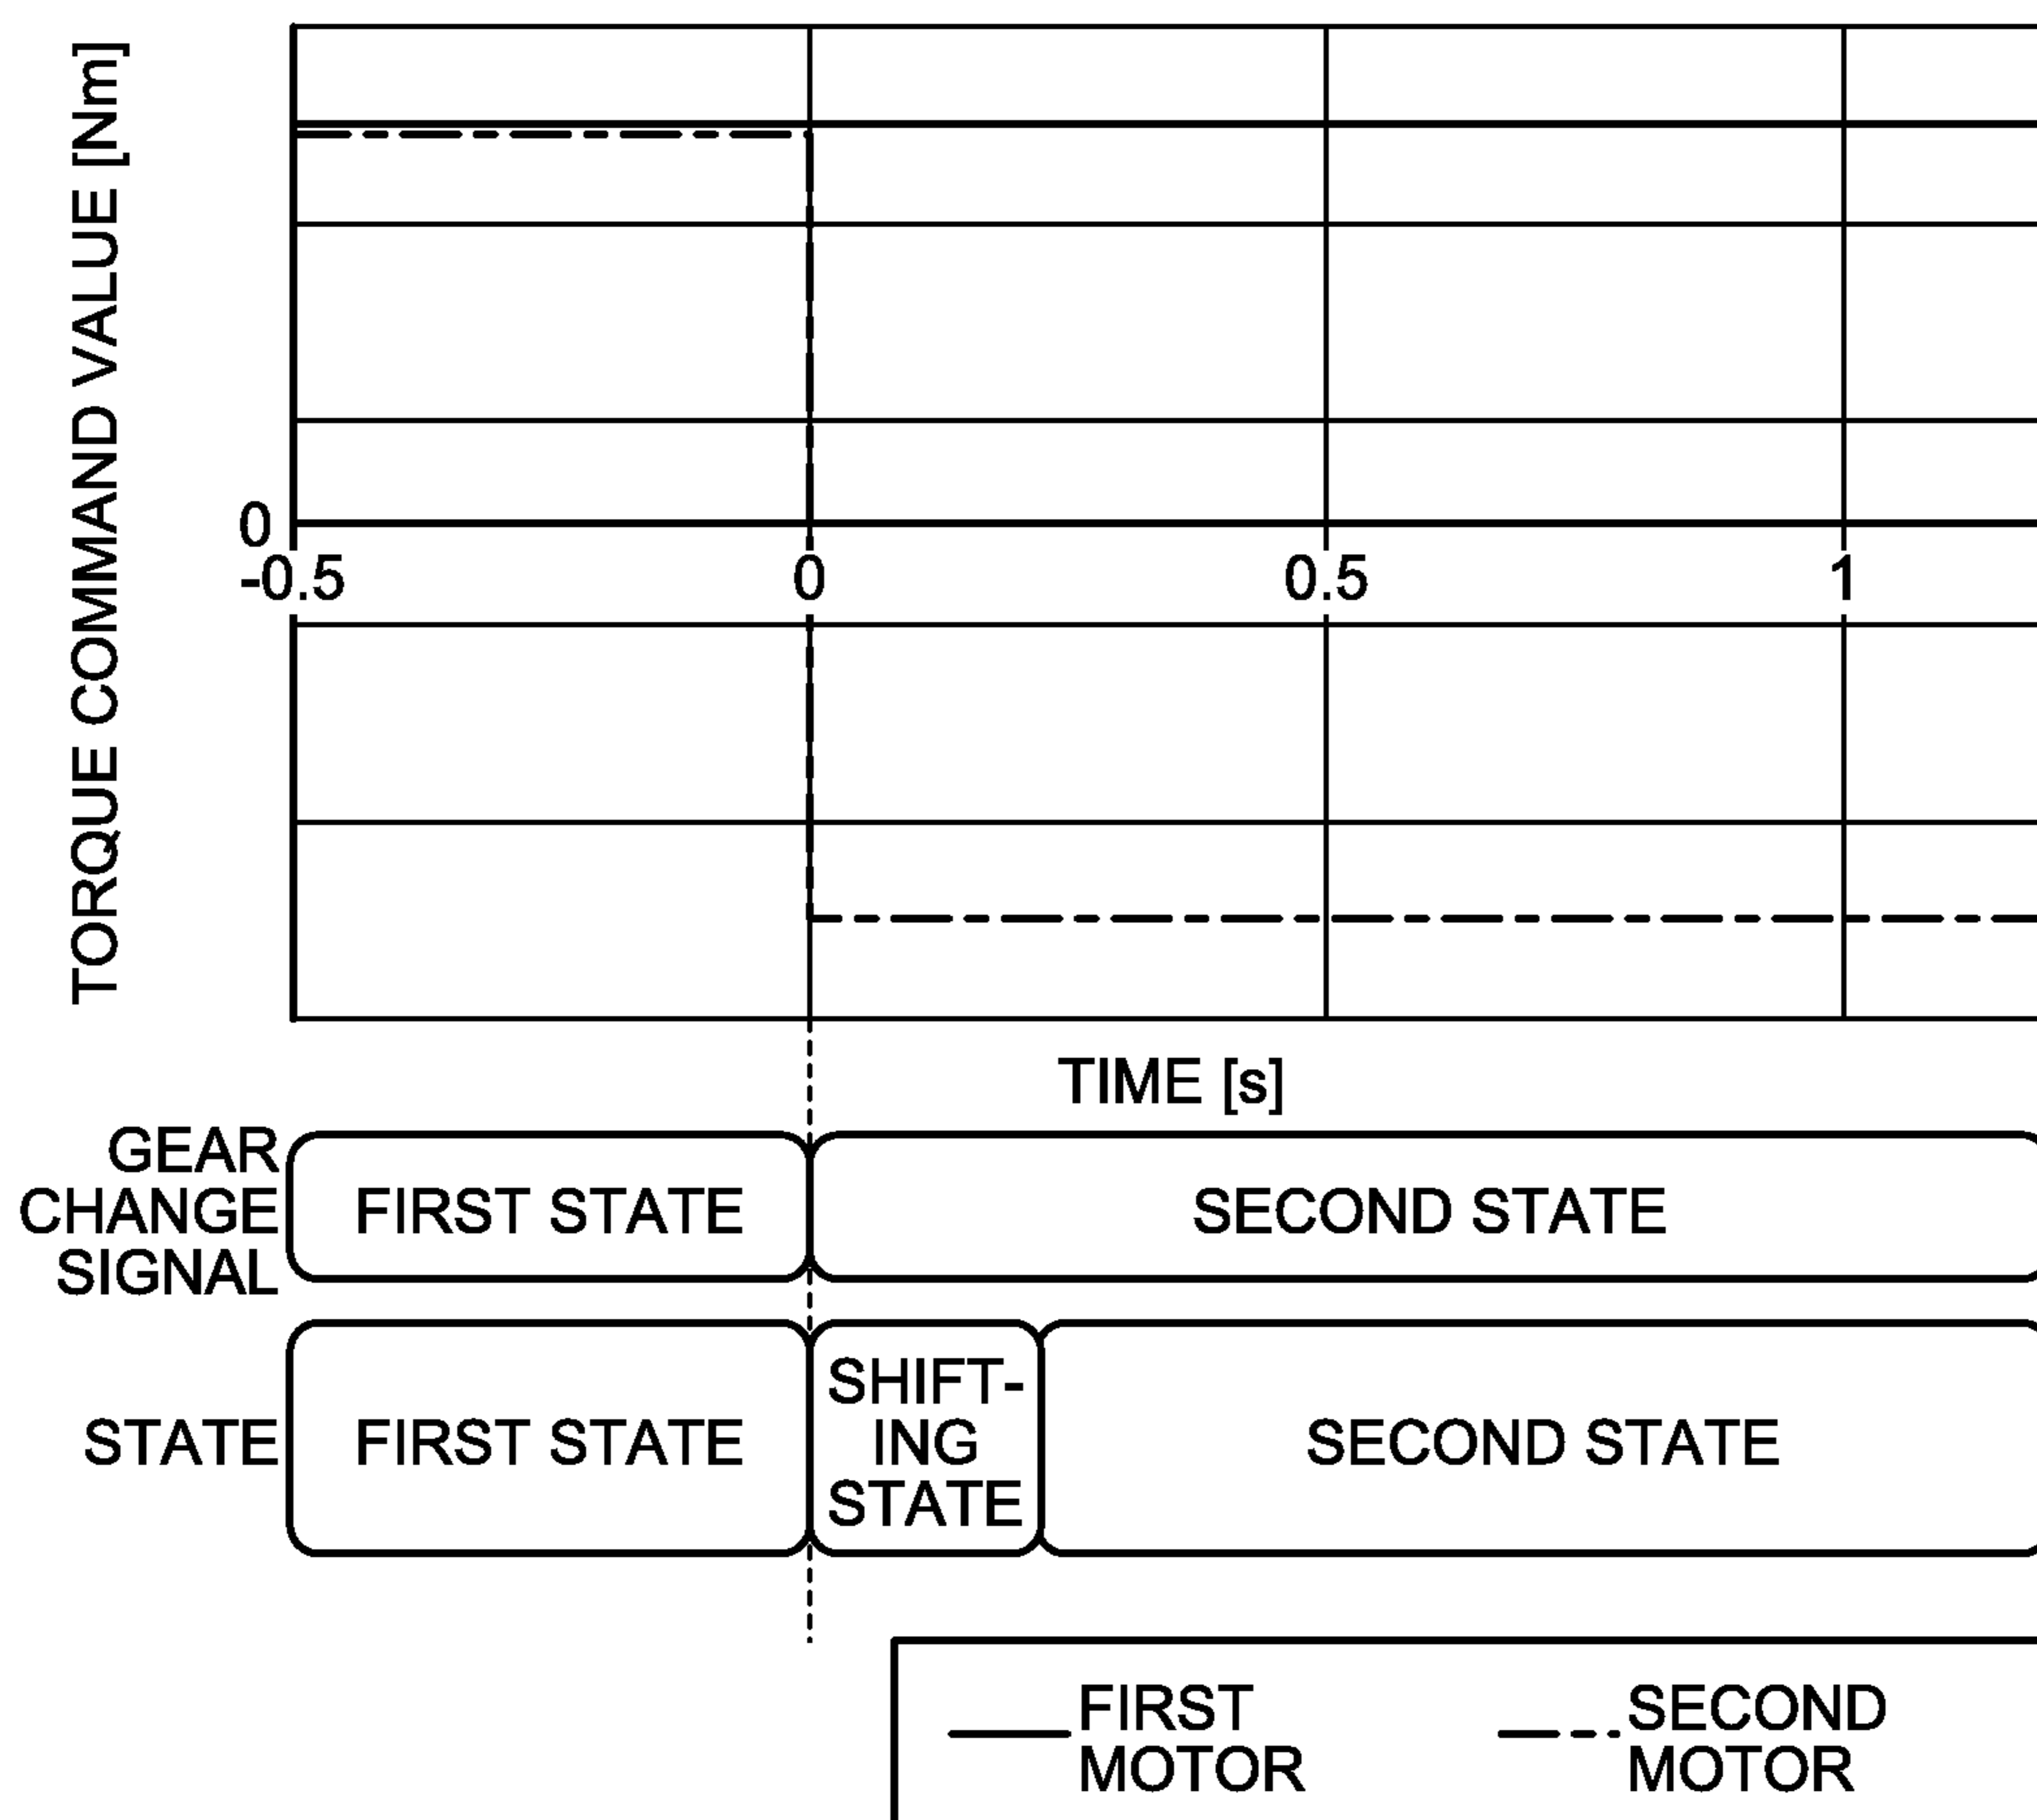 TORQUE COMMAND VALUE [Nm]
0
-0.5 0 0.5 1
TIME [s]
GEAR
CHANGE
SIGNAL
FIRST STATE SECOND STATE
STATE
FIRST STATE
SHIFT-
ING
STATE
SECOND STATE
FIRST
MOTOR
SECOND
MOTOR